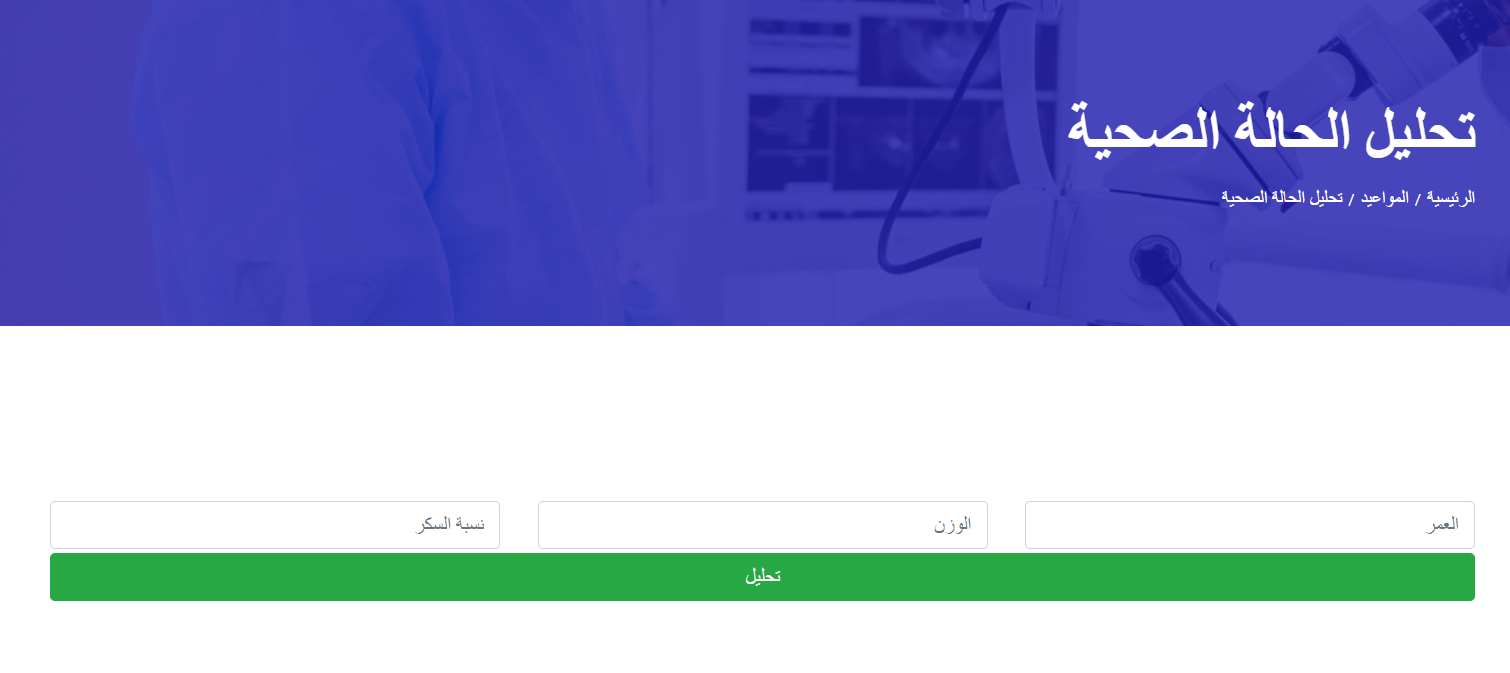 تحليل الحالة الصحية
الرئيسية / المواعيد / تحليل الحالة الصحية
العمر
الوزن
نسبة السكر
تحليل